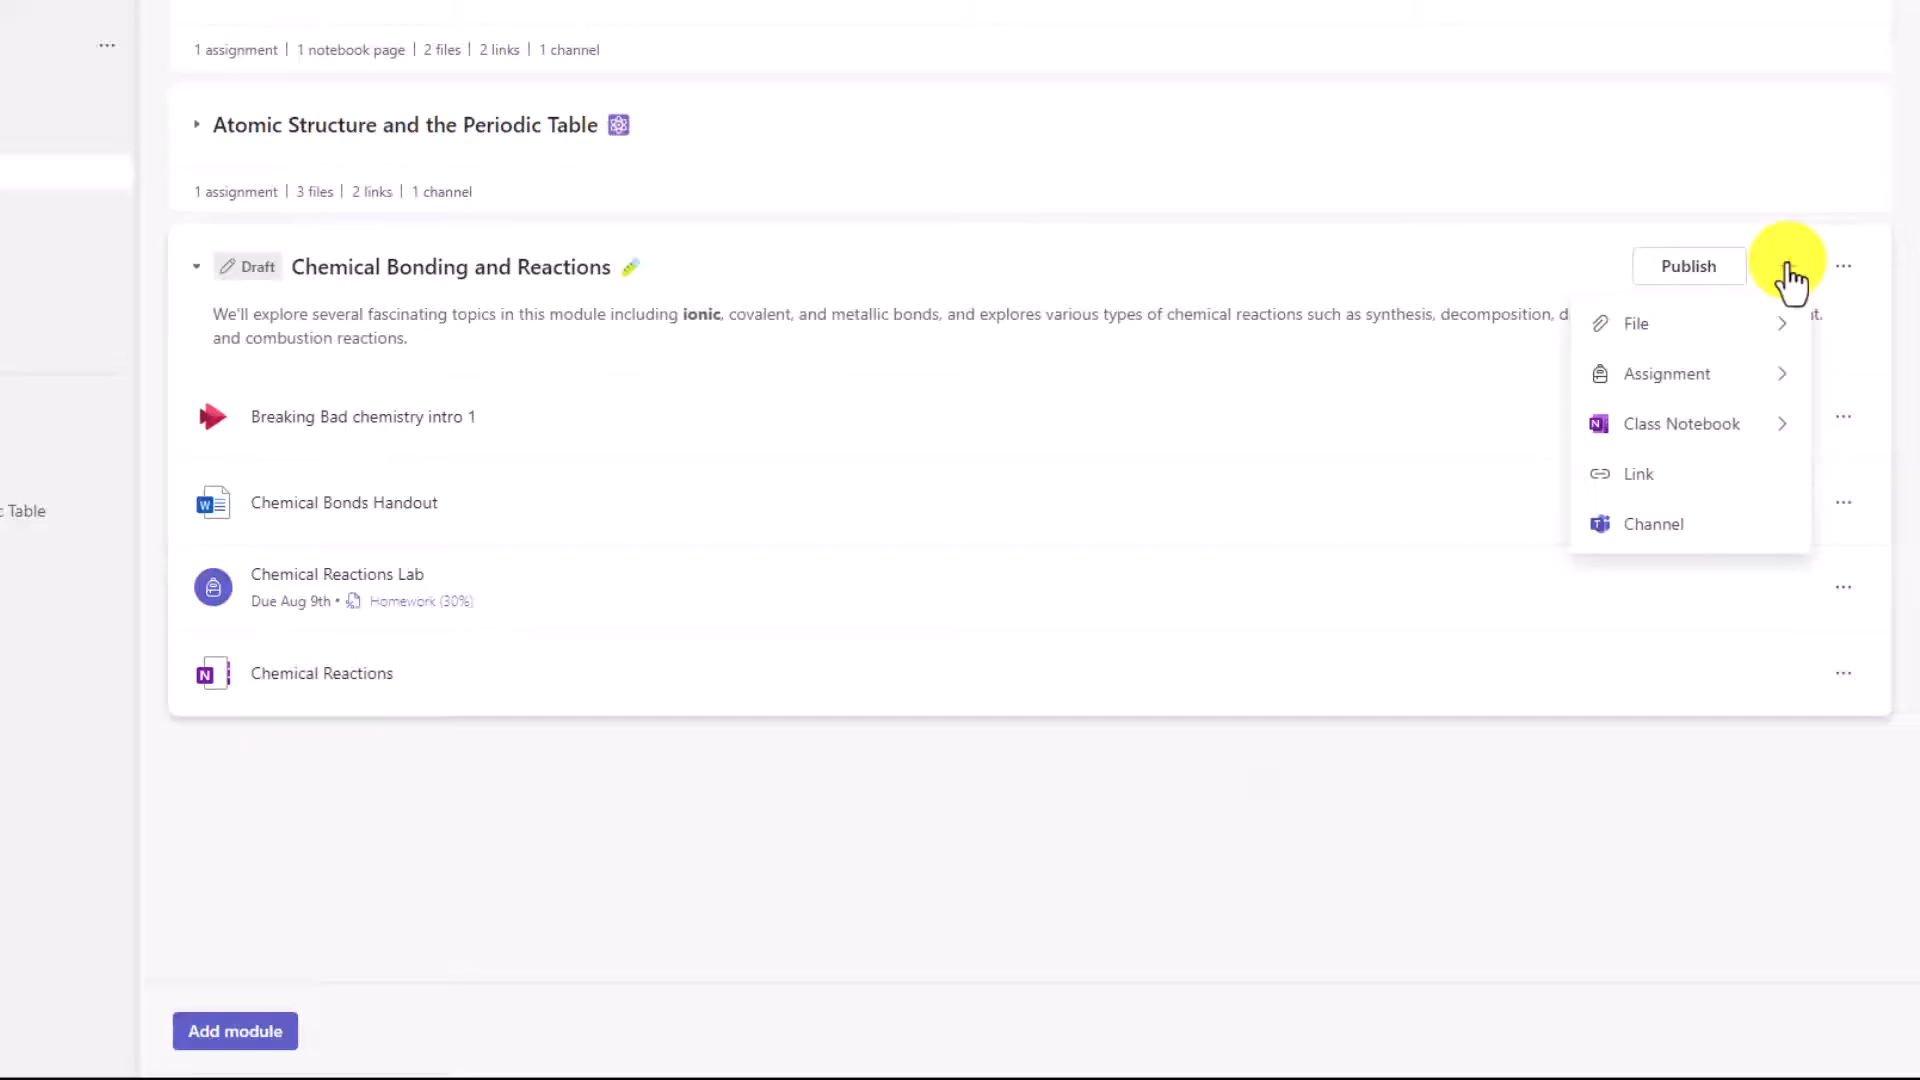 1 assignment | 1 notebook page | 2 files | 2 links | 1 channel
Atomic Structure and the Periodic Table
1 assignment | 3 files | 2 links | 1 channel
Draft Chemical Bonding and Reactions
Publish
We'll explore several fascinating topics in this module including ionic, covalent, and metallic bonds, and explores various types of chemical reactions such as synthesis, decomposition,
and combustion reactions.
File
Assignment
Class Notebook
Link
Channel
Breaking Bad chemistry intro 1
Chemical Bonds Handout
Table
Chemical Reactions Lab
Due Aug 9th • Homework (30%)
Chemical Reactions
Add module